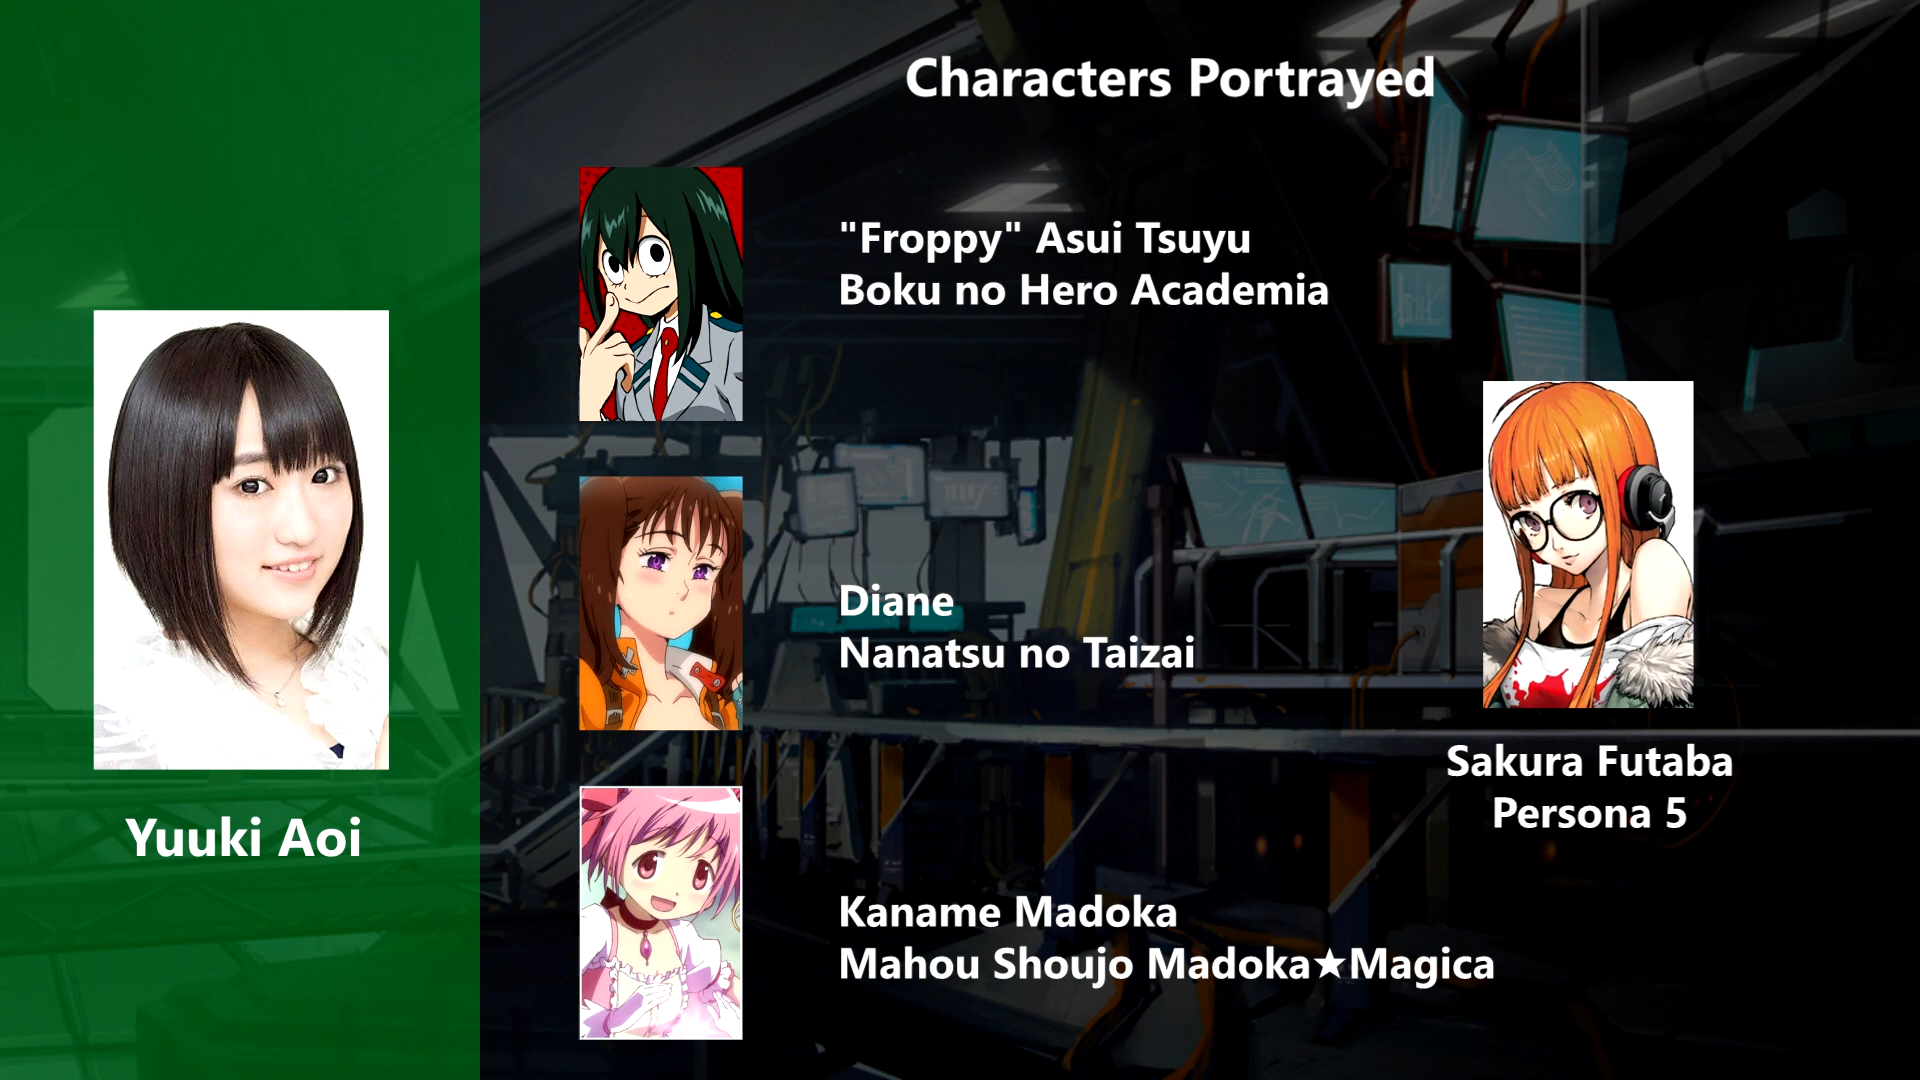 Characters Portrayed
"Froppy" Asui Tsuyu
Boku no Hero Academia
Diane
Nanatsu no Taizai
Kaname Madoka
Mahou Shoujo Madoka★Magica
Sakura Futaba
Persona 5
Yuuki Aoi